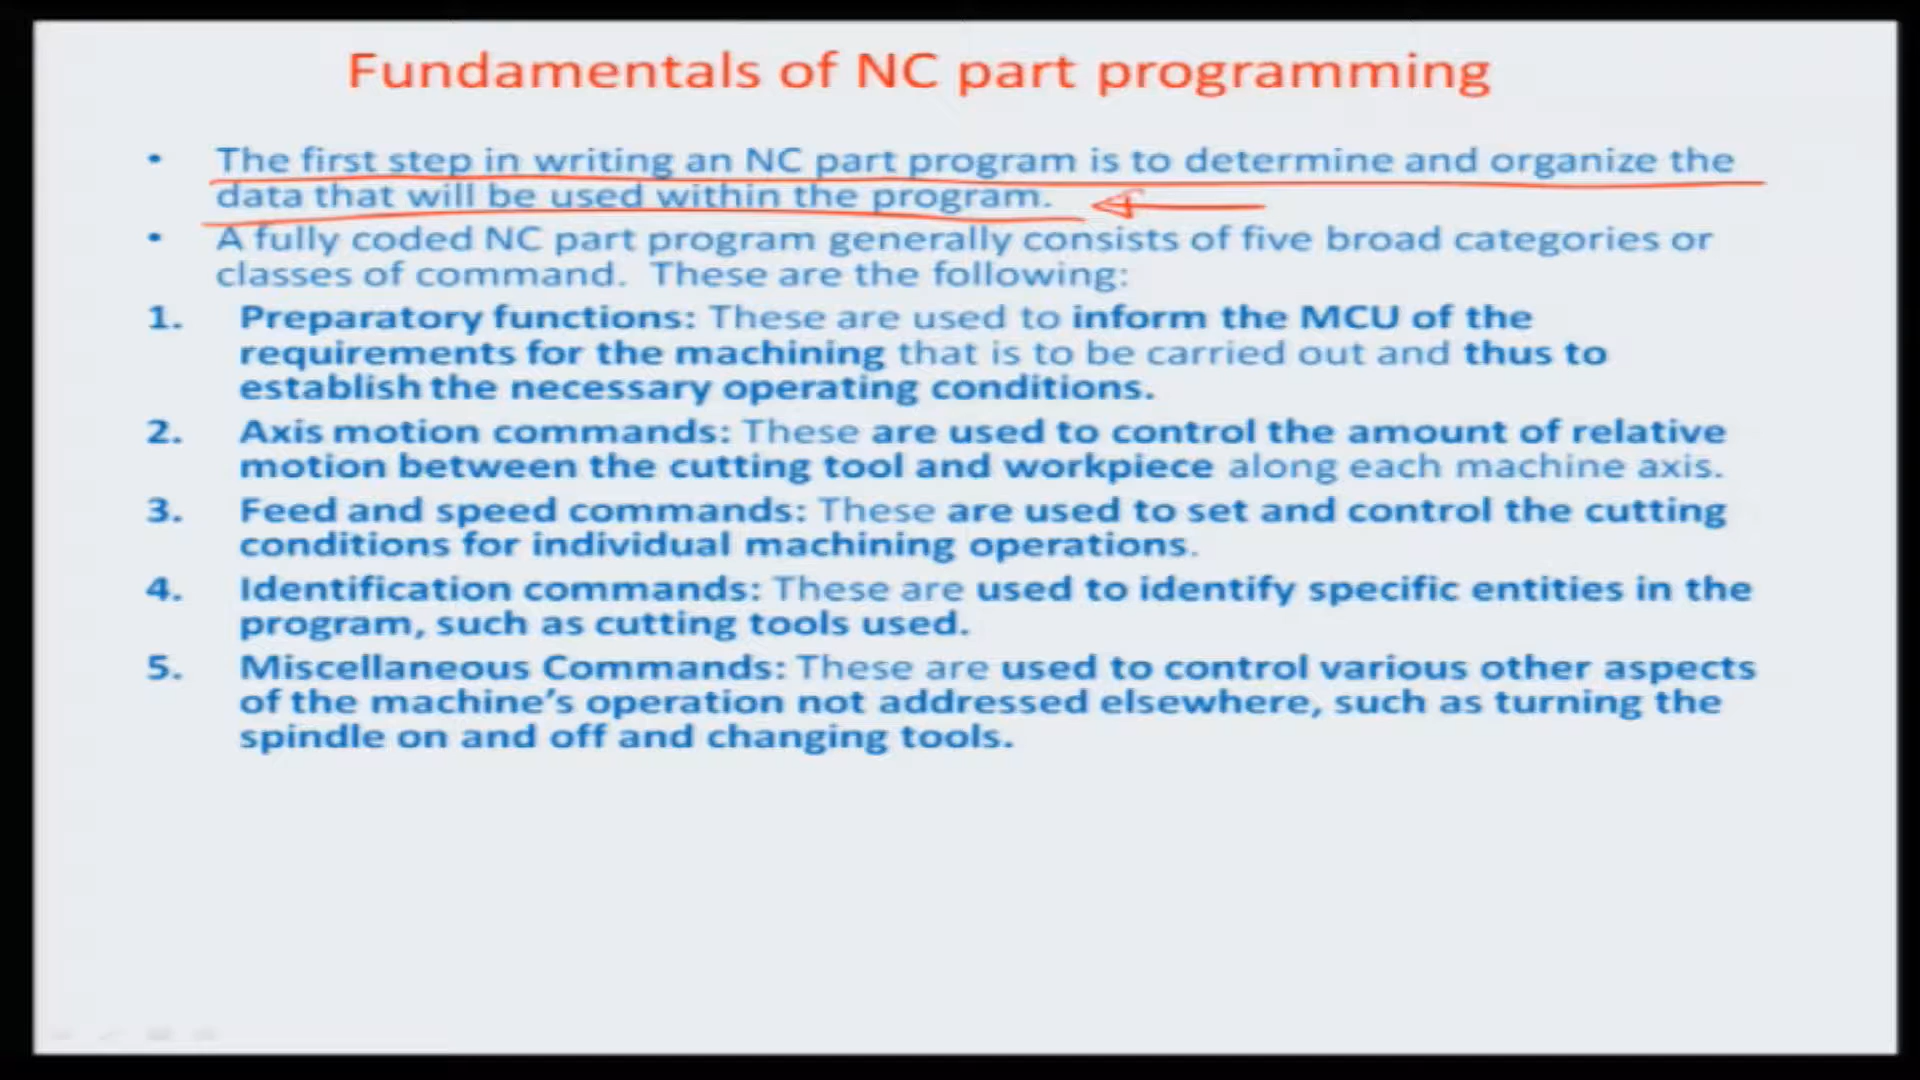 Fundamentals of NC part programming
• The first step in writing an NC part program is to determine and organize the
data that will be used within the program.
• A fully coded NC part program generally consists of five broad categories or
classes of command. These are the following:
1. Preparatory functions: These are used to inform the MCU of the
requirements for the machining that is to be carried out and thus to
establish the necessary operating conditions.
2. Axis motion commands: These are used to control the amount of relative
motion between the cutting tool and workpiece along each machine axis.
3. Feed and speed commands: These are used to set and control the cutting
conditions for individual machining operations.
4. Identification commands: These are used to identify specific entities in the
program, such as cutting tools used.
5. Miscellaneous Commands: These are used to control various other aspects
of the machine’s operation not addressed elsewhere, such as turning the
spindle on and off and changing tools.